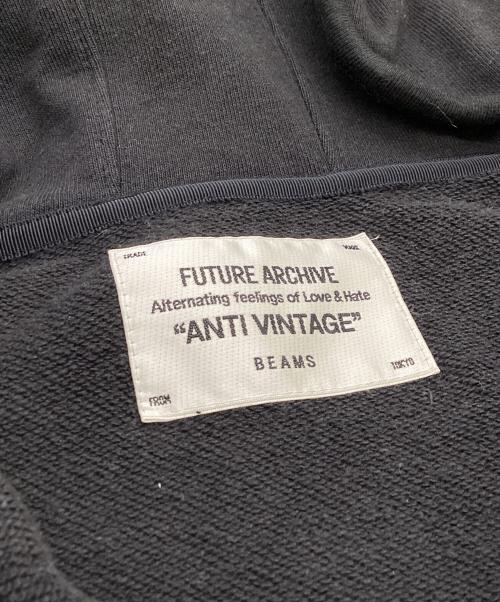 TRADE MARK
FUTURE ARCHIVE
Alternating feelings of Love & Hate
“ANTI VINTAGE”
BEAMS
FROM TOKYO